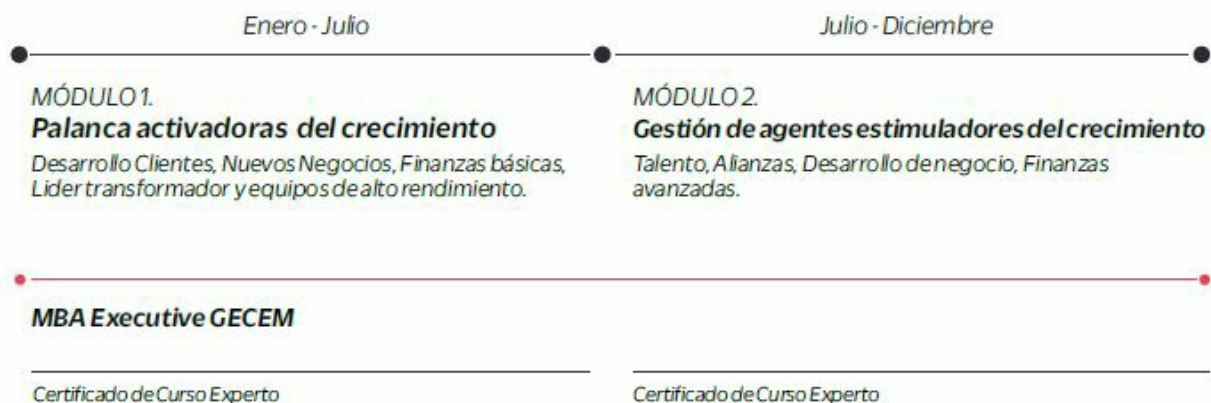 Enero - Julio
Julio - Diciembre
MÓDULO 1.
Palanca activadoras del crecimiento
Desarrollo Clientes, Nuevos Negocios, Finanzas básicas,
Lider transformador y equipos de alto rendimiento.
MÓDULO 2.
Gestión de agentes estimuladores del crecimiento
Talento, Alianzas, Desarrollo de negocio, Finanzas
avanzadas.
MBA Executive GECEM
Certificado de Curso Experto
Certificado de Curso Experto